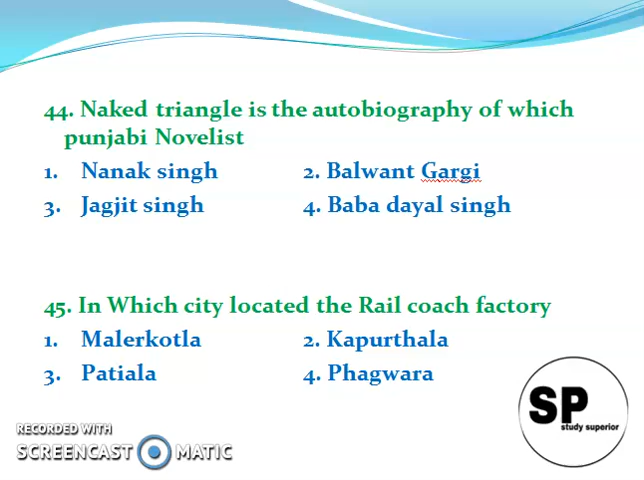 44. Naked triangle is the autobiography of which
punjabi Novelist
1. Nanak singh 2. Balwant Gargi
3. Jagjit singh 4. Baba dayal singh
45. In Which city located the Rail coach factory
1. Malerkotla 2. Kapurthala
3. Patiala 4. Phagwara
SP
study superior
RECORDED WITH
SCREENCAST MATIC